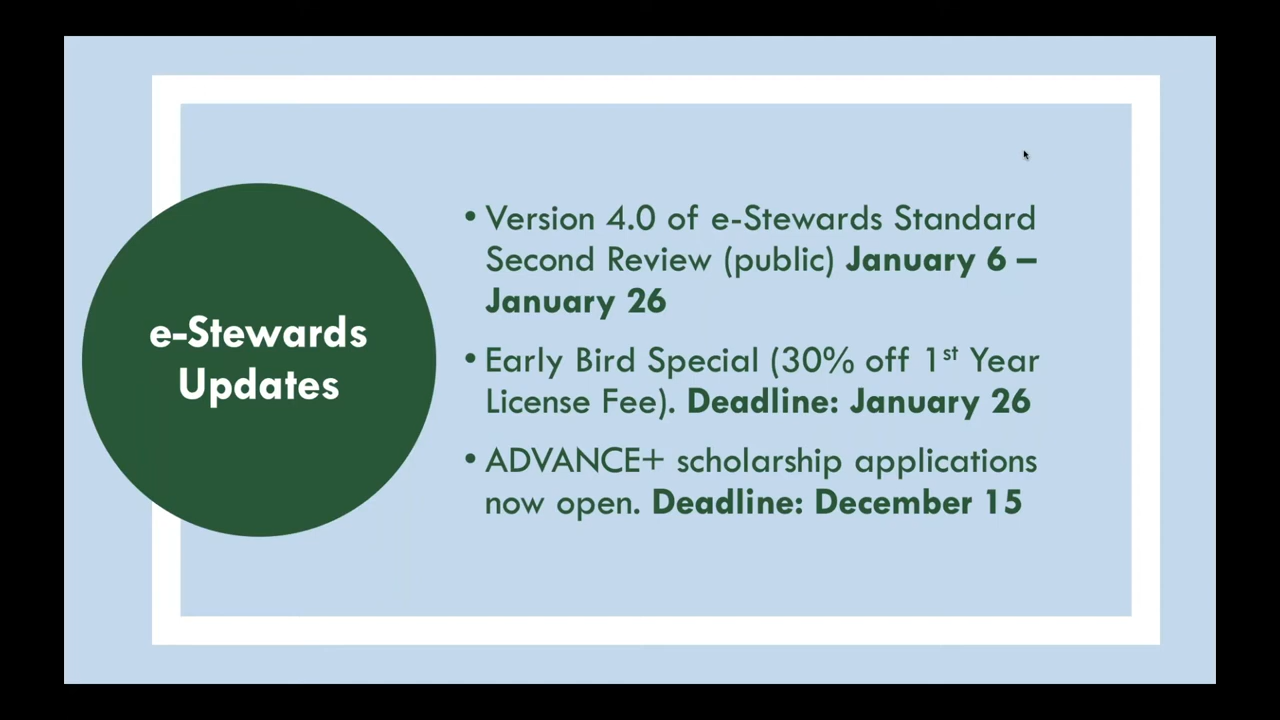 e-Stewards
Updates
• Version 4.0 of e-Stewards Standard
Second Review (public) January 6 –
January 26
• Early Bird Special (30% off 1st Year
License Fee). Deadline: January 26
• ADVANCE+ scholarship applications
now open. Deadline: December 15